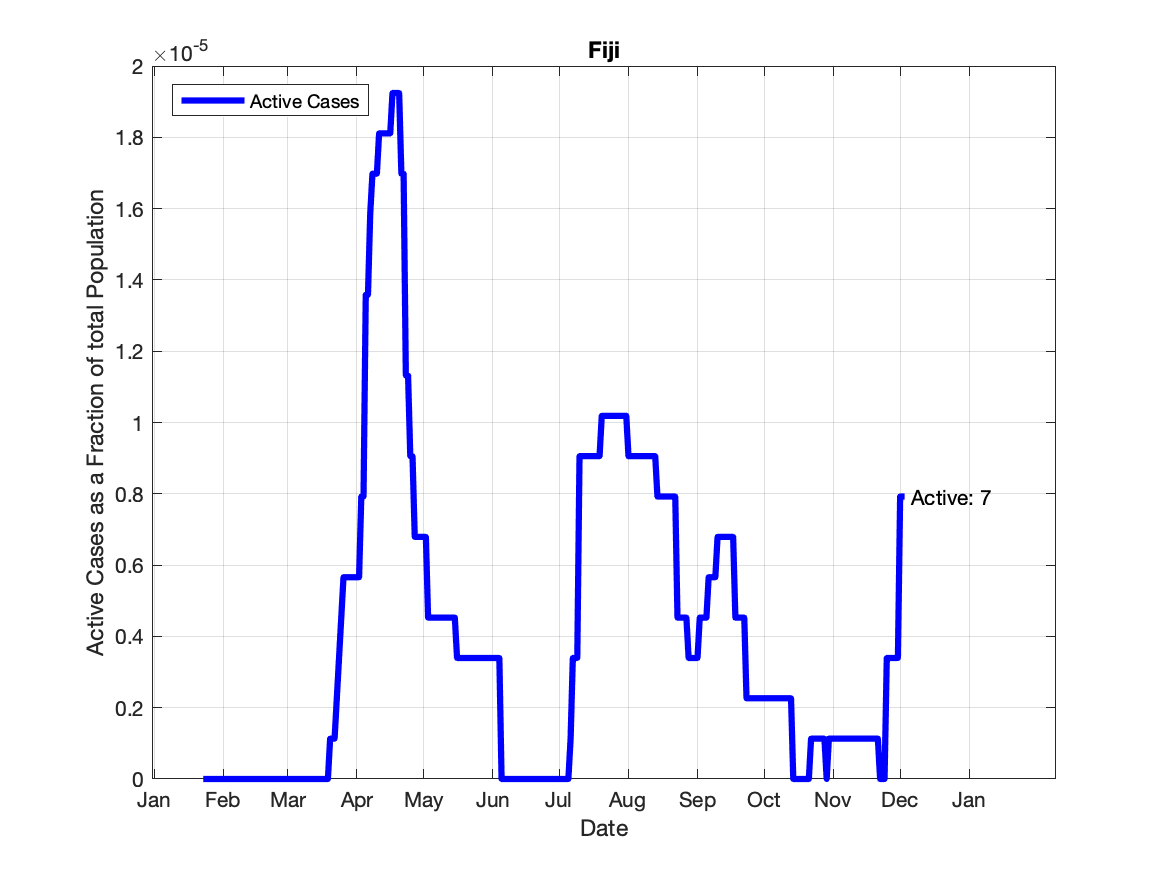 Fiji
×10-5
Active Cases
2
1.8
1.6
1.4
1.2
1
0.8
0.6
0.4
0.2
0
Active Cases as a Fraction of total Population
Active: 7
Jan Feb Mar Apr May Jun Jul Aug Sep Oct Nov Dec Jan
Date